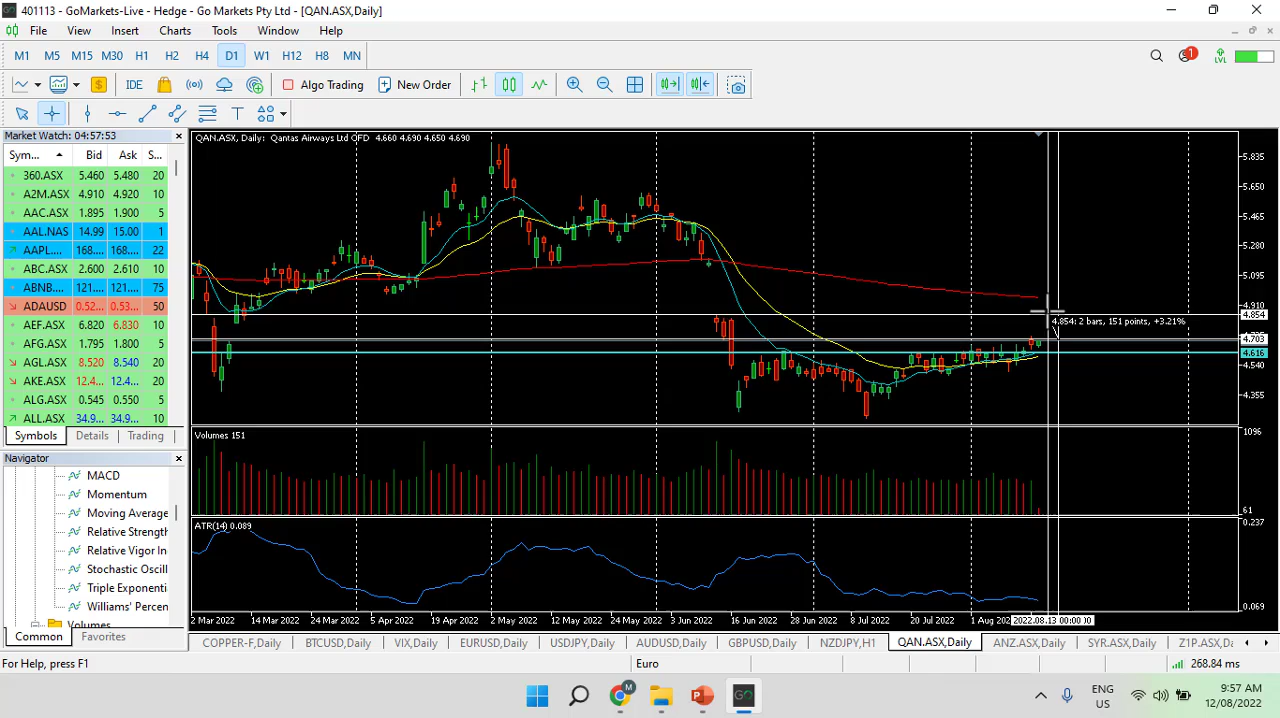 401113 - GoMarkets-Live - Hedge - Go Markets Pty Ltd - [QAN.ASX,Daily]
File View Insert Charts Tools Window Help
M1 M5 M15 M30 H1 H2 H4 D1 W1 H12 H8 MN
1 LVL
IDE Algo Trading New Order
Market Watch: 04:57:53
Sym... Bid Ask S...
360.ASX 5.460 5.480 20
A2M.ASX 4.910 4.920 10
AAC.ASX 1.895 1.900 5
AAL.NAS 14.99 15.00 1
AAPL.... 168.... 168.... 22
ABC.ASX 2.600 2.610 10
ABNB.... 116.... 116.... 75
ADAUSD 0.52... 0.53... 50
AEF.ASX 6.820 6.830 10
AFG.ASX 1.795 1.800 5
AGL.ASX 8.520 8.540 20
AKE.ASX 12.4... 12.4... 20
ALG.ASX 0.545 0.550 5
ALL.ASX 34.9... 34.9... 10
Symbols Details Trading
Navigator
MACD
Momentum
Moving Average
Relative Strength
Relative Vigor In
Stochastic Oscill
Triple Exponenti
Williams' Percen
Volumes
Common Favorites
QAN.ASX, Daily: Qantas Airways Ltd CFD 4.660 4.690 4.650 4.690
4.854: 2 bars, 151 points, +3.21%
5.835
5.650
5.465
5.280
5.095
4.910
4.854
4.703
4.616
4.540
4.355
Volumes 151
10%
61
ATR(14) 0.089
0.237
0.069
2 Mar 2022 14 Mar 2022 24 Mar 2022 5 Apr 2022 19 Apr 2022 2 May 2022 12 May 2022 24 May 2022 3 Jun 2022 16 Jun 2022 28 Jun 2022 8 Jul 2022 20 Jul 2022 1 Aug 2022.08.13 00:00
COPPER-F,Daily BTCUSD,Daily VIX,Daily EURUSD,Daily USDJPY,Daily AUDUSD,Daily GBPUSD,Daily NZDJPY,H1 QAN.ASX,Daily ANZ.ASX,Daily SYR.ASX,Daily Z1P.ASX,Da
For Help, press F1 Euro 268.84 ms
M GO ENG US 9:57 AM 12/08/2022